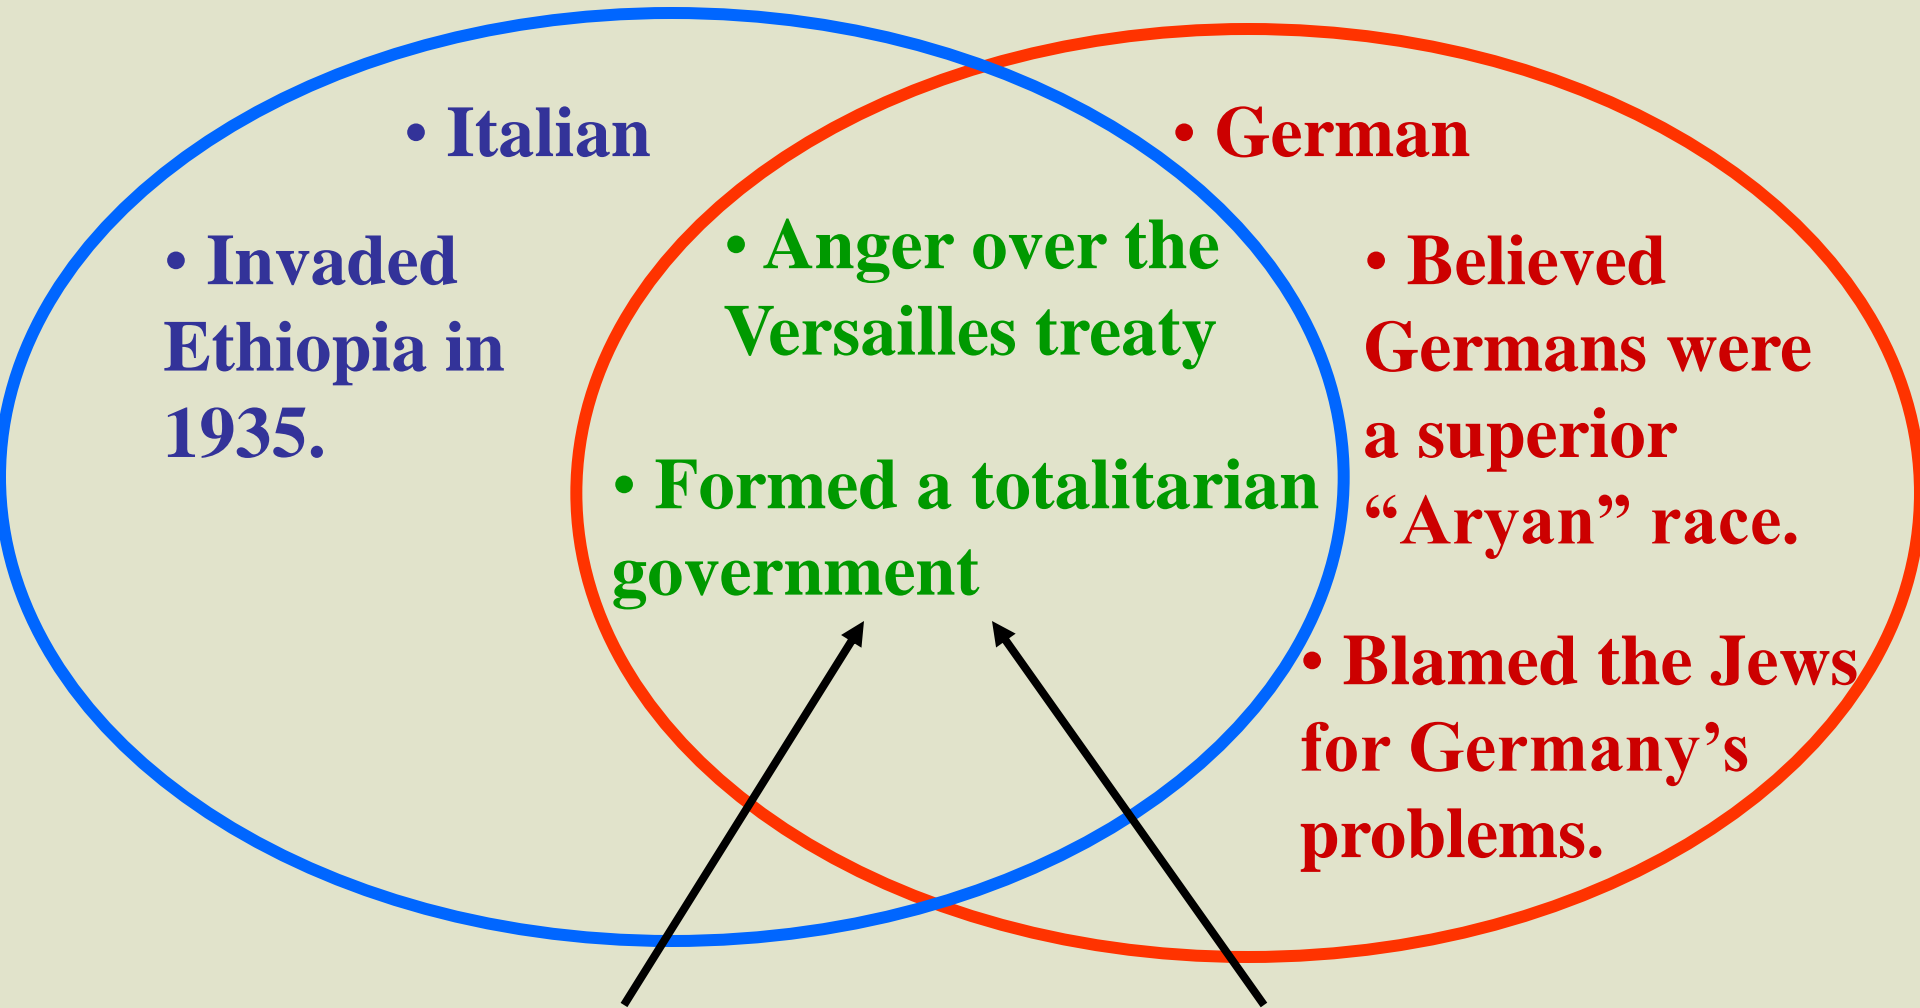 • Italian
• Invaded
Ethiopia in
1935.
• Anger over the
Versailles treaty
• Formed a totalitarian
government
• German
• Believed
Germans were
a superior
“Aryan” race.
• Blamed the Jews
for Germany’s
problems.